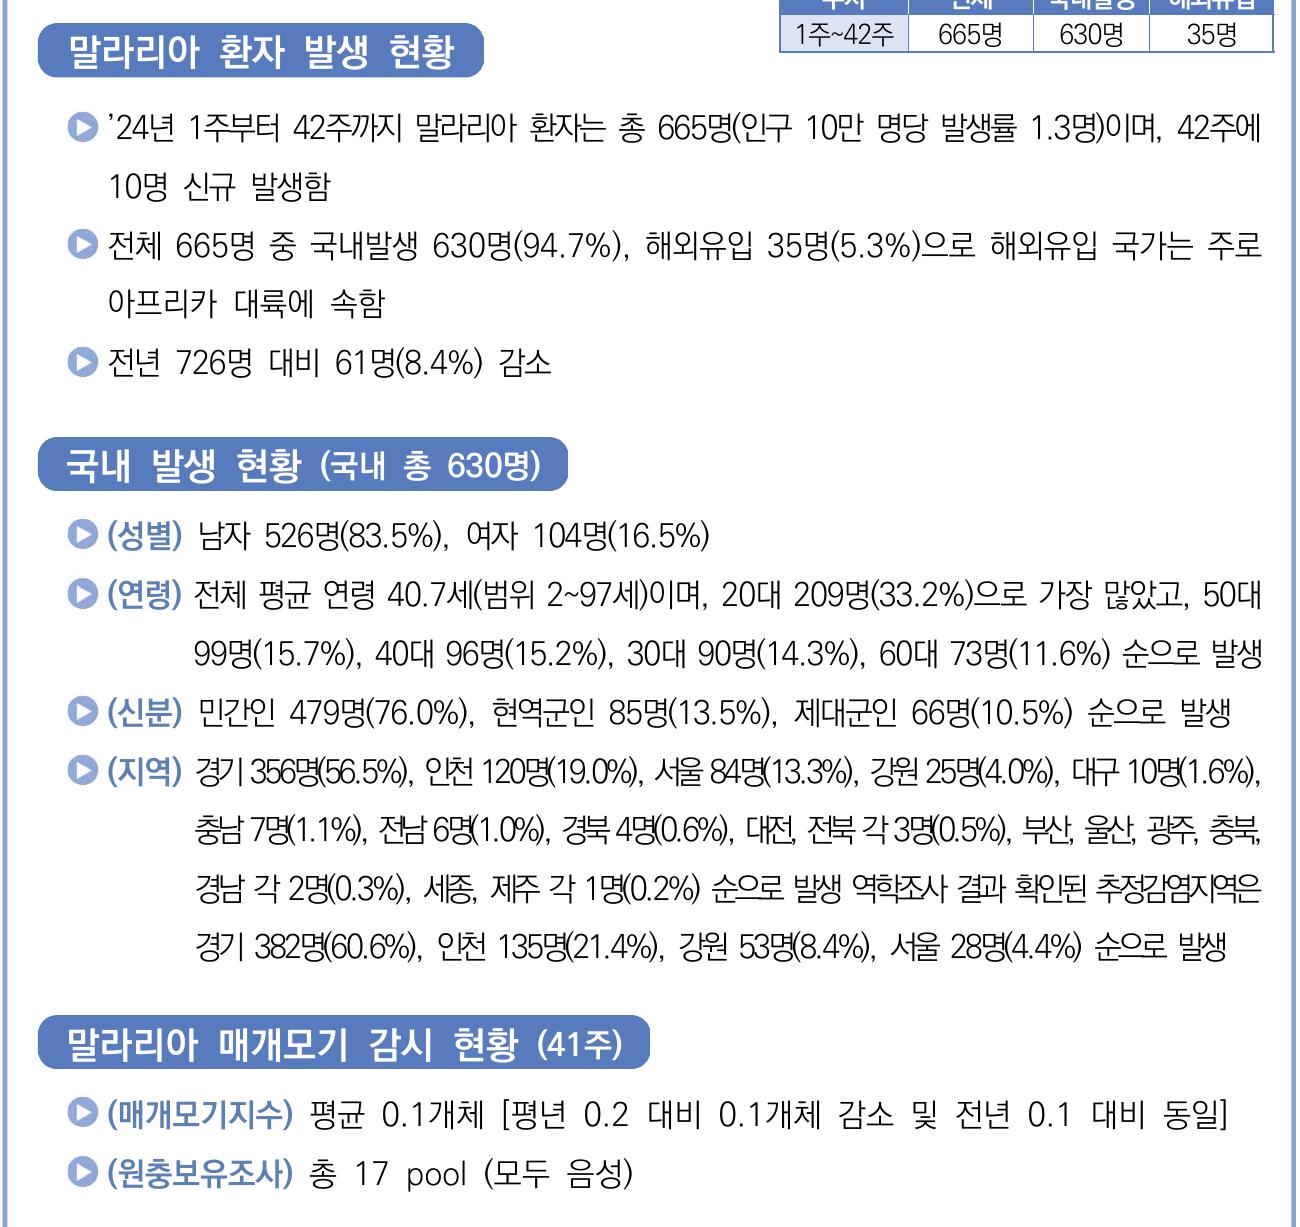 주차 전체 국내발생 해외유입
1주~42주 665명 630명 35명
말라리아 환자 발생 현황
’24년 1주부터 42주까지 말라리아 환자는 총 665명(인구 10만 명당 발생률 1.3명)이며, 42주에
10명 신규 발생함
전체 665명 중 국내발생 630명(94.7%), 해외유입 35명(5.3%)으로 해외유입 국가는 주로
아프리카 대륙에 속함
전년 726명 대비 61명(8.4%) 감소
국내 발생 현황 (국내 총 630명)
(성별) 남자 526명(83.5%), 여자 104명(16.5%)
(연령) 전체 평균 연령 40.7세(범위 2~97세)이며, 20대 209명(33.2%)으로 가장 많았고, 50대
99명(15.7%), 40대 96명(15.2%), 30대 90명(14.3%), 60대 73명(11.6%) 순으로 발생
(신분) 민간인 479명(76.0%), 현역군인 85명(13.5%), 제대군인 66명(10.5%) 순으로 발생
(지역) 경기 356명(56.5%), 인천 120명(19.0%), 서울 84명(13.3%), 강원 25명(4.0%), 대구 10명(1.6%),
충남 7명(1.1%), 전남 6명(1.0%), 경북 4명(0.6%), 대전, 전북 각 3명(0.5%), 부산, 울산, 광주, 충북,
경남 각 2명(0.3%), 세종, 제주 각 1명(0.2%) 순으로 발생 역학조사 결과 확인된 추정감염지역은
경기 382명(60.6%), 인천 135명(21.4%), 강원 53명(8.4%), 서울 28명(4.4%) 순으로 발생
말라리아 매개모기 감시 현황 (41주)
(매개모기지수) 평균 0.1개체 [평년 0.2 대비 0.1개체 감소 및 전년 0.1 대비 동일]
(원충보유조사) 총 17 pool (모두 음성)